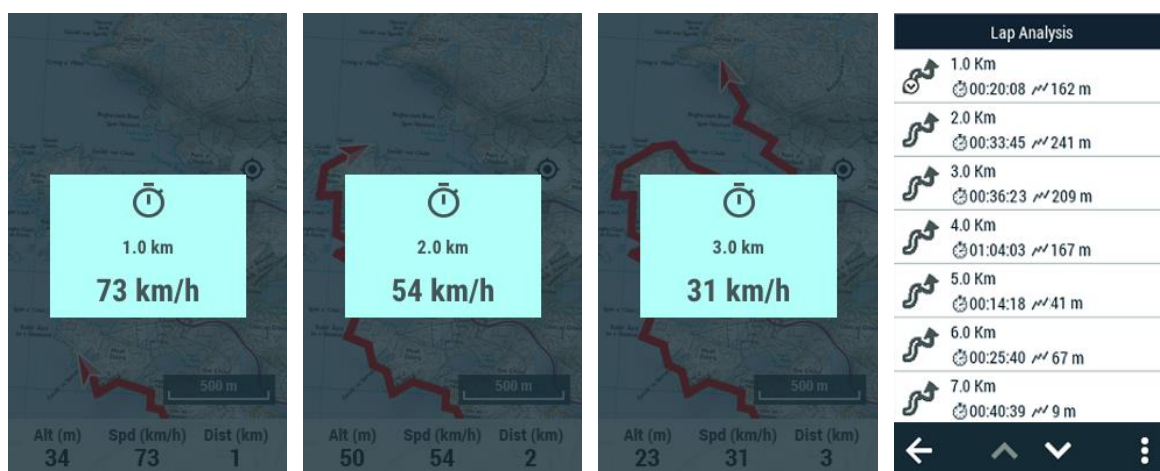 1.0 km
73 km/h
500 m
Alt (m) Spd (km/h) Dist (km)
34 73 1
2.0 km
54 km/h
500 m
Alt (m) Spd (km/h) Dist (km)
50 54 2
3.0 km
31 km/h
500 m
Alt (m) Spd (km/h) Dist (km)
23 31 3
Lap Analysis
1.0 Km
00:20:08 162 m
2.0 Km
00:33:45 241 m
3.0 Km
00:36:23 209 m
4.0 Km
01:04:03 167 m
5.0 Km
00:14:18 41 m
6.0 Km
00:25:40 67 m
7.0 Km
00:40:39 9 m